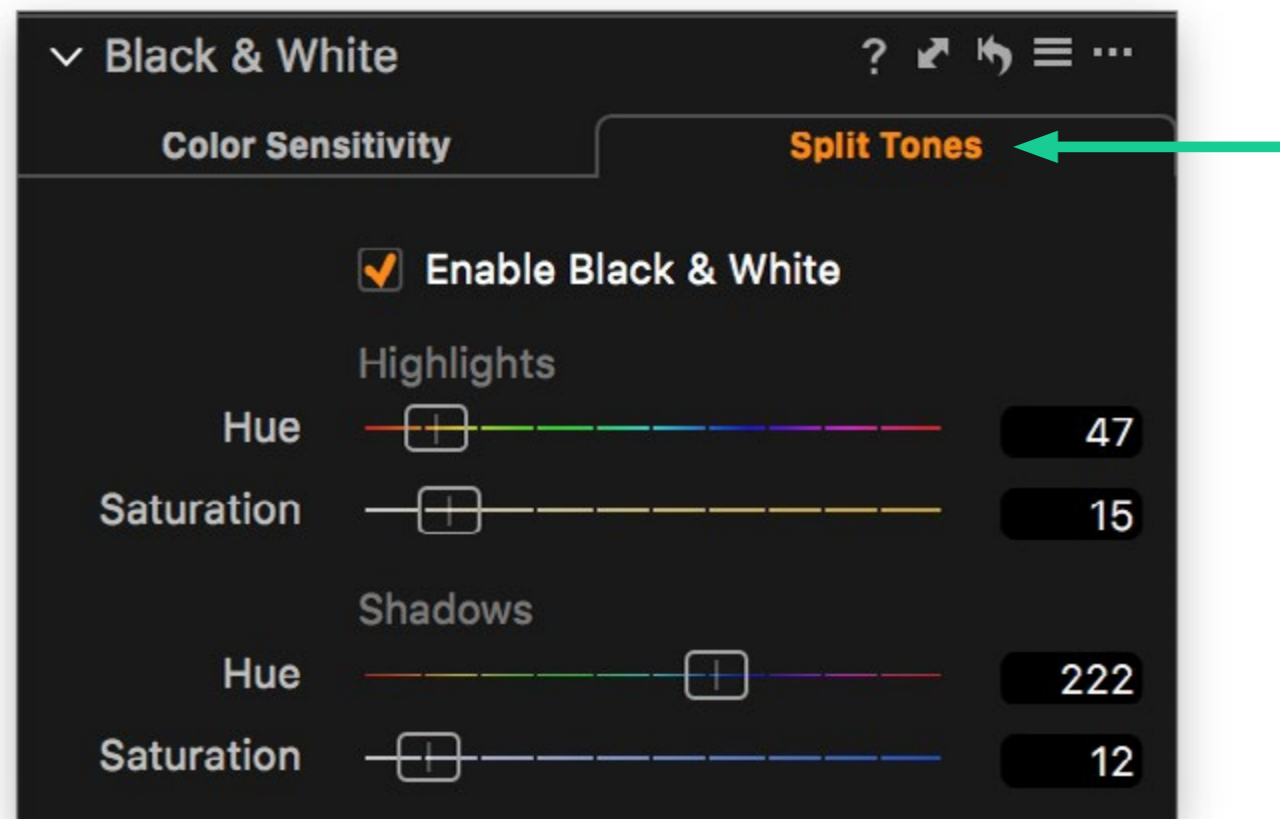 Black & White ?
Color Sensitivity Split Tones
Enable Black & White
Highlights
Hue 47
Saturation 15
Shadows
Hue 222
Saturation 12